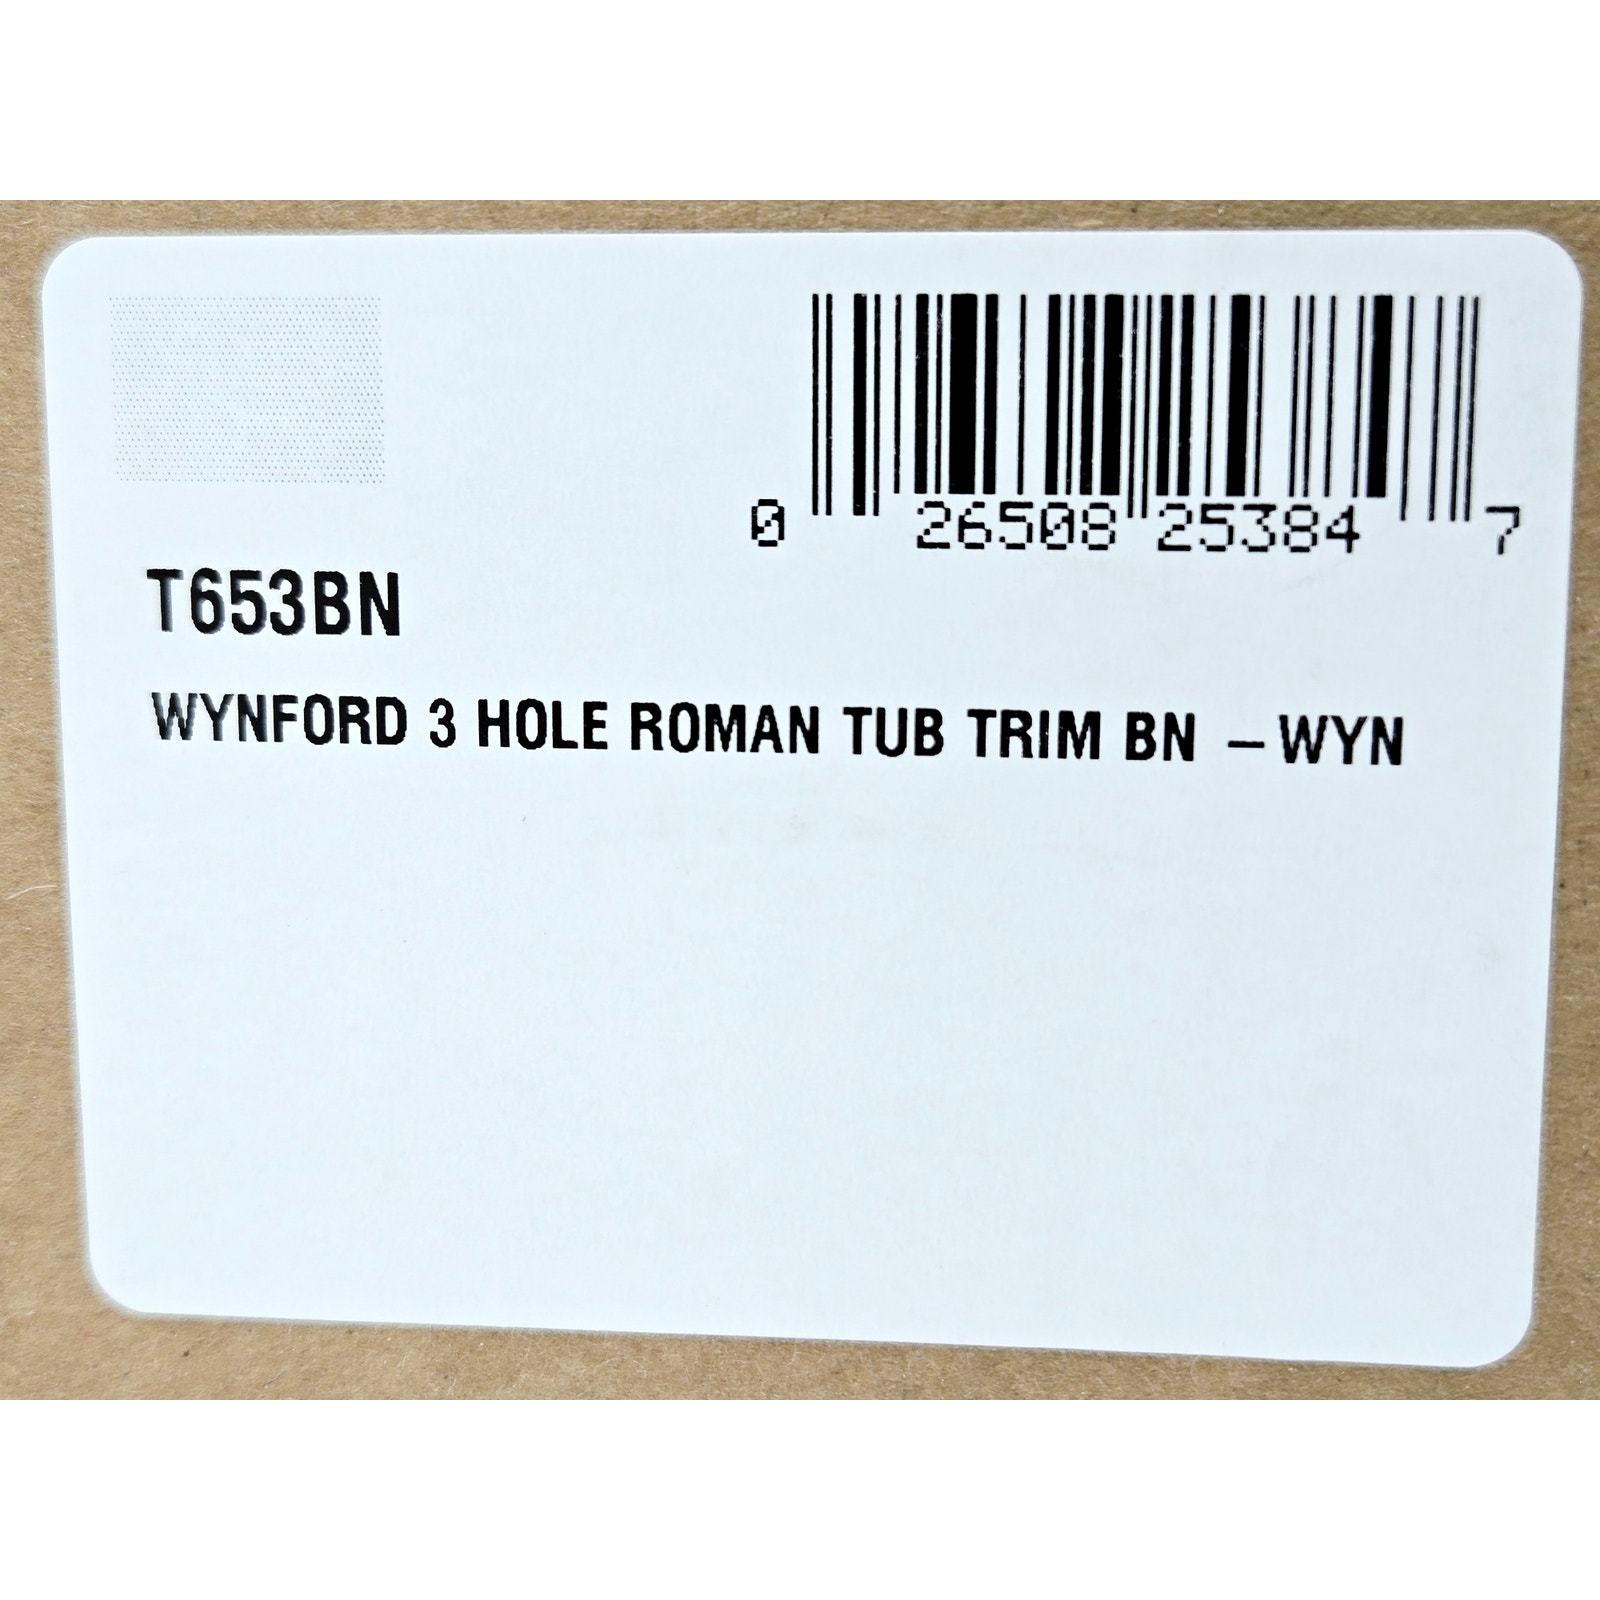 0 26508 25384 7
T653BN
WYNFORD 3 HOLE ROMAN TUB TRIM BN –WYN